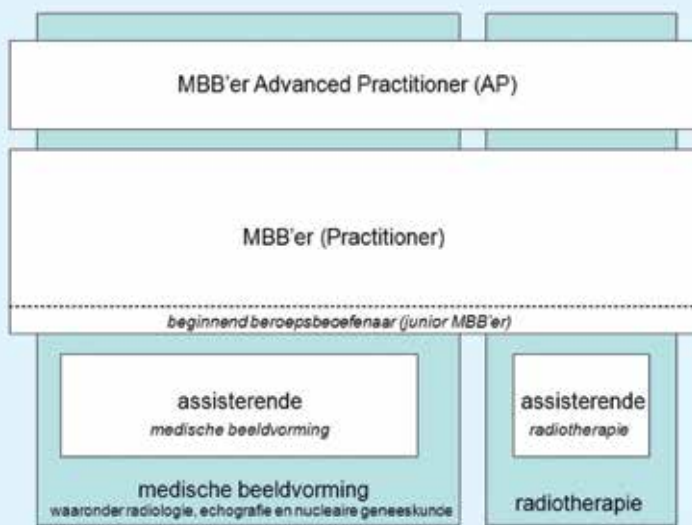 MBB'er Advanced Practitioner (AP)
MBB'er (Practitioner)
beginnend beroepsbeoefenaar (junior MBB'er)
assisterende
medische beeldvorming
assisterende
radiotherapie
medische beeldvorming
waaronder radiologie, echografie en nucleaire geneeskunde
radiotherapie